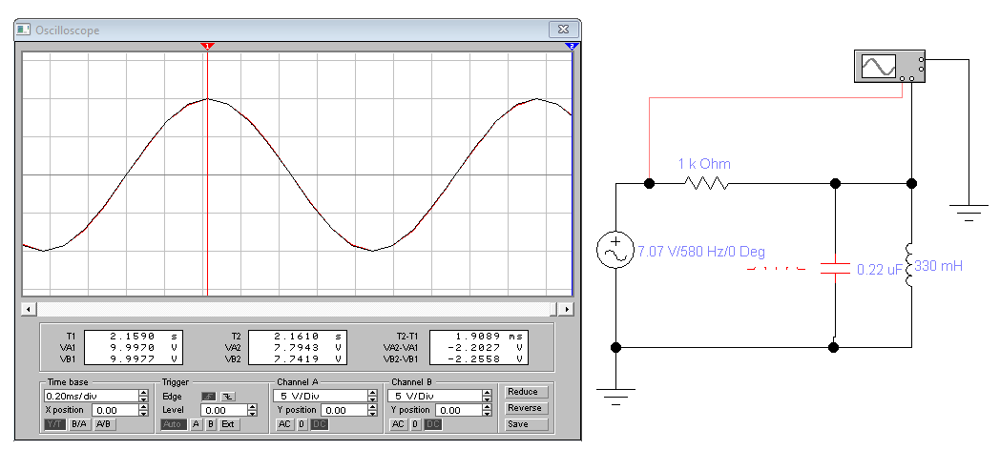 Oscilloscope
1
2
T1 2.1590 s T2 2.1610 s T2-T1 1.9089 ms
VA1 9.9970 V VA2 7.7943 V VA2-VA1 -2.2027 V
VB1 9.9977 V VB2 7.7419 V VB2-VB1 -2.2558 V
Time base Trigger Channel A Channel B
0.20ms/div Edge 5 V/Div 5 V/Div Reduce
X position 0.00 Level 0.00 Y position 0.00 Y position 0.00 Reverse
Y/T B/A A/B Auto A B Ext AC 0 DC AC 0 DC Save
1 k Ohm
+
7.07 V/580 Hz/0 Deg
0.22 uF
330 mH